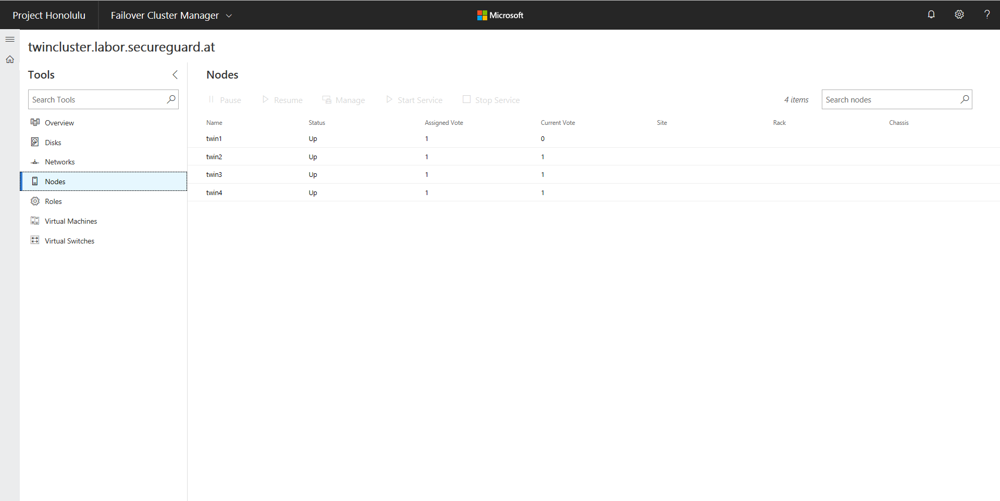 Project Honolulu Failover Cluster Manager Microsoft ?
twincluster.labor.secureguard.at
Tools
Search Tools
Overview
Disks
Networks
Nodes
Roles
Virtual Machines
Virtual Switches
Nodes
Pause Resume Manage Start Service Stop Service 4 items Search nodes
Name Status Assigned Vote Current Vote Site Rack Chassis
twin1 Up 1 0
twin2 Up 1 1
twin3 Up 1 1
twin4 Up 1 1